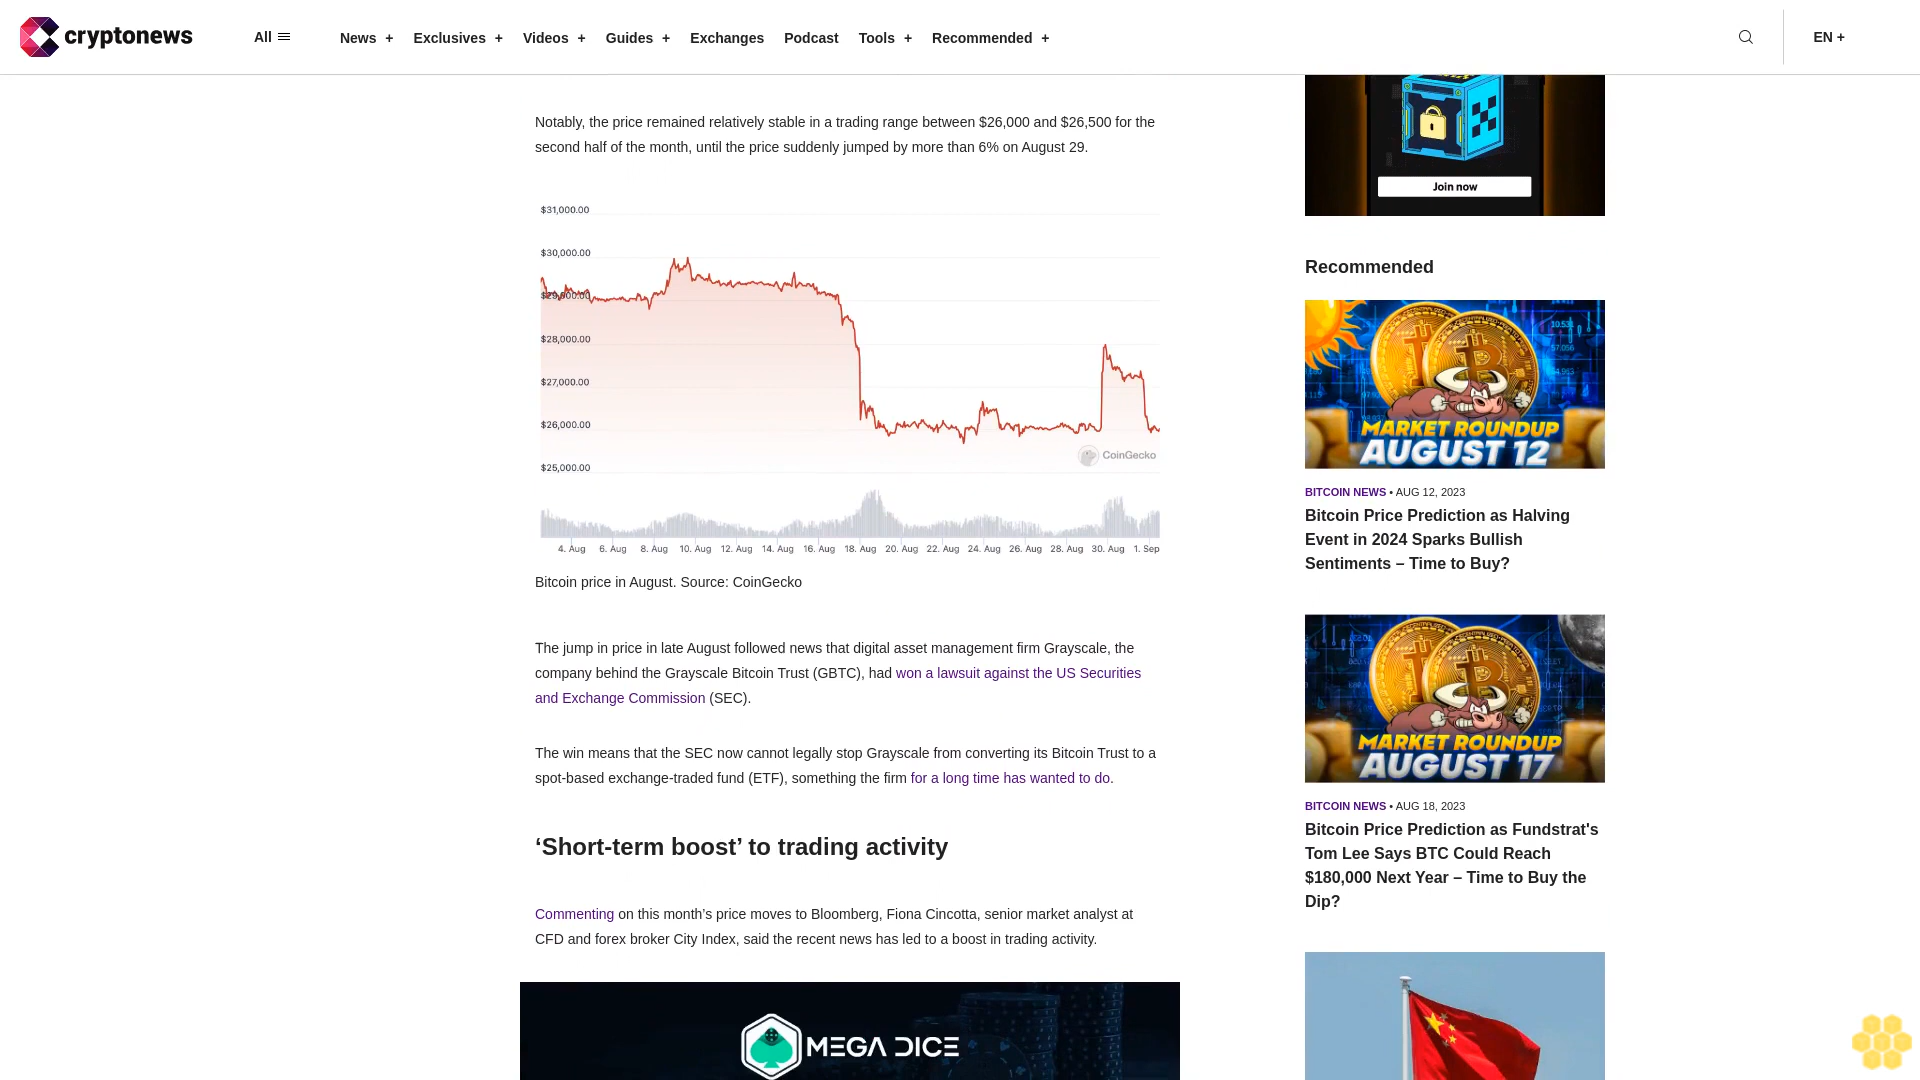 cryptonews
All
News +
Exclusives +
Videos +
Guides +
Exchanges
Podcast
Tools +
Recommended +
EN +
Notably, the price remained relatively stable in a trading range between $26,000 and $26,500 for the
second half of the month, until the price suddenly jumped by more than 6% on August 29.
$31,000.00
$30,000.00
$29,000.00
$28,000.00
$27,000.00
$26,000.00
$25,000.00
CoinGecko
4. Aug
6. Aug
8. Aug
10. Aug
12. Aug
14. Aug
16. Aug
18. Aug
20. Aug
22. Aug
24. Aug
26. Aug
28. Aug
30. Aug
1. Sep
Bitcoin price in August. Source: CoinGecko
The jump in price in late August followed news that digital asset management firm Grayscale, the
company behind the Grayscale Bitcoin Trust (GBTC), had won a lawsuit against the US Securities
and Exchange Commission (SEC).
The win means that the SEC now cannot legally stop Grayscale from converting its Bitcoin Trust to a
spot-based exchange-traded fund (ETF), something the firm for a long time has wanted to do.
‘Short-term boost’ to trading activity
Commenting on this month’s price moves to Bloomberg, Fiona Cincotta, senior market analyst at
CFD and forex broker City Index, said the recent news has led to a boost in trading activity.
MEGA DICE
Join now
Recommended
MARKET ROUNDUP
AUGUST 12
BITCOIN NEWS • AUG 12, 2023
Bitcoin Price Prediction as Halving
Event in 2024 Sparks Bullish
Sentiments – Time to Buy?
MARKET ROUNDUP
AUGUST 17
BITCOIN NEWS • AUG 18, 2023
Bitcoin Price Prediction as Fundstrat's
Tom Lee Says BTC Could Reach
$180,000 Next Year – Time to Buy the
Dip?